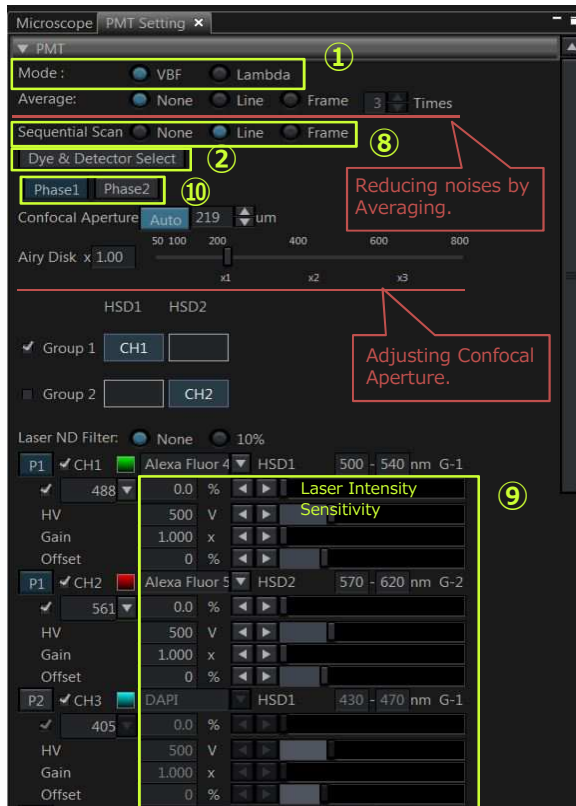 Microscope PMT Setting ×
▼ PMT
①
Mode : VBF Lambda
Average: None Line Frame 3 Times
Sequential Scan None Line Frame
⑧
Dye & Detector Select
②
Phase1 Phase2
⑩
Reducing noises by
Averaging.
Confocal Aperture Auto 219 um
50 100 200 400 600 800
Airy Disk x 1.00
x1 x2 x3
HSD1 HSD2
Group 1 CH1
Adjusting Confocal
Aperture.
Group 2 CH2
Laser ND Filter: None 10%
P1 CH1 Alexa Fluor 4 HSD1 500 - 540 nm G-1
488 0.0 % Laser Intensity
⑨
HV 500 V Sensitivity
Gain 1.000 x
Offset 0 %
P1 CH2 Alexa Fluor 5 HSD2 570 - 620 nm G-2
561 0.0 %
HV 500 V
Gain 1.000 x
Offset 0 %
P2 CH3 DAPI HSD1 430 - 470 nm G-1
405 0.0 %
HV 500 V
Gain 1.000 x
Offset 0 %